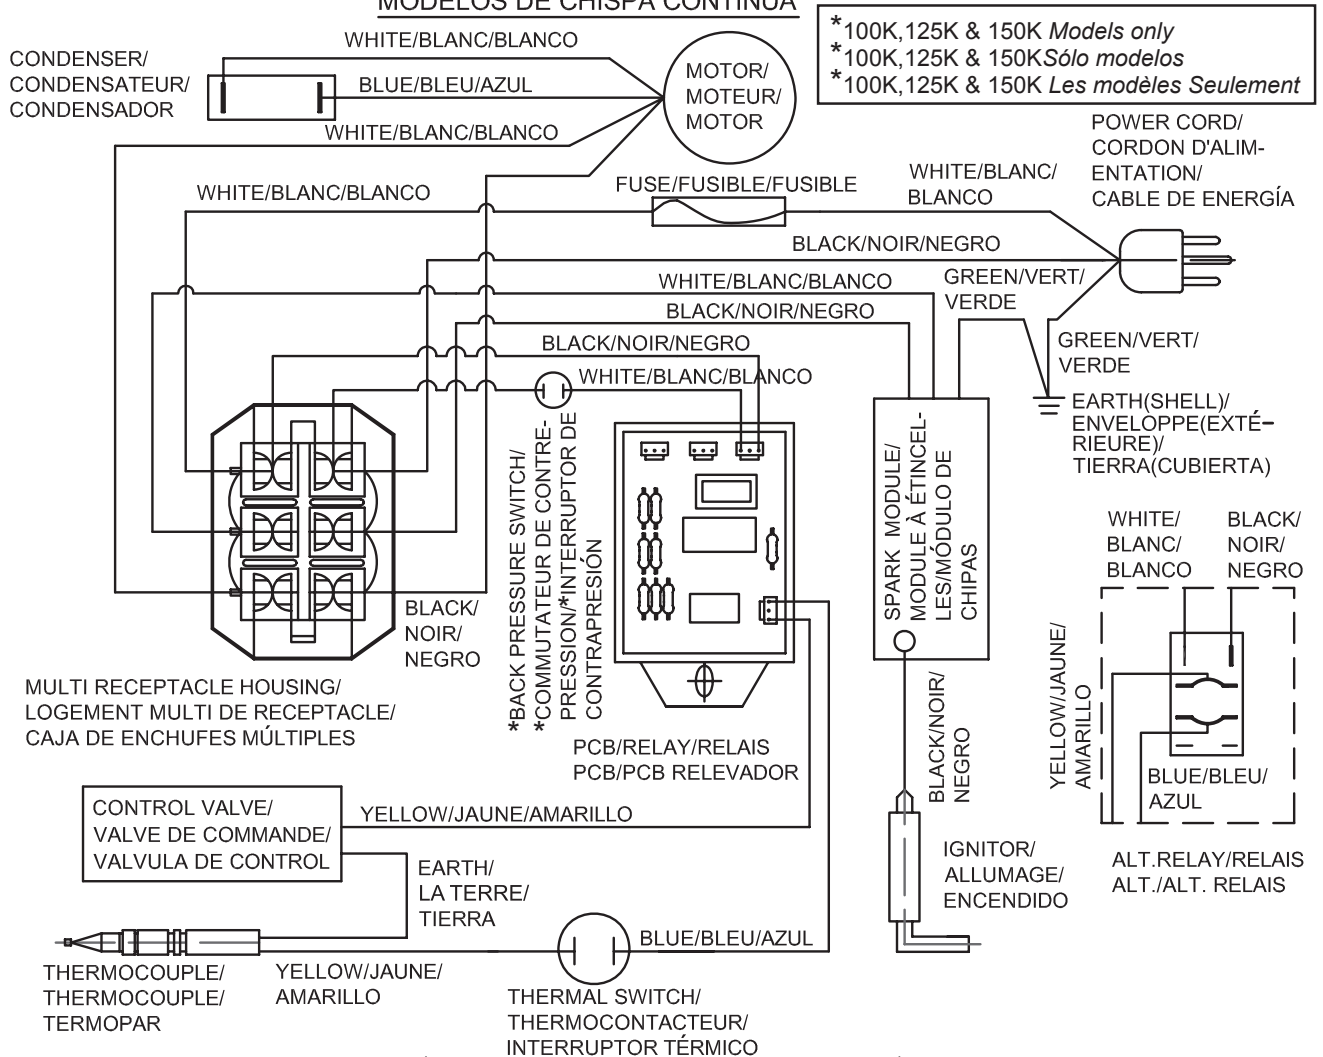 MODELOS DE CHISPA CONTINUA
*100K,125K & 150K Models only
*100K,125K & 150KSólo modelos
*100K,125K & 150K Les modèles Seulement
CONDENSER/
CONDENSATEUR/
CONDENSADOR
WHITE/BLANC/BLANCO
BLUE/BLEU/AZUL
WHITE/BLANC/BLANCO
MOTOR/
MOTEUR/
MOTOR
POWER CORD/
CORDON D'ALIM-
ENTATION/
CABLE DE ENERGÍA
WHITE/BLANC/BLANCO
FUSE/FUSIBLE/FUSIBLE
WHITE/BLANC/
BLANCO
BLACK/NOIR/NEGRO
WHITE/BLANC/BLANCO
GREEN/VERT/
VERDE
BLACK/NOIR/NEGRO
BLACK/NOIR/NEGRO
WHITE/BLANC/BLANCO
GREEN/VERT/
VERDE
EARTH(SHELL)/
ENVELOPPE(EXTÉ-
RIEURE)/
TIERRA(CUBIERTA)
*BACK PRESSURE SWITCH/
*COMMUTATEUR DE CONTRE-
PRESSION/*INTERRUPTOR DE
CONTRAPRESIÓN
SPARK MODULE/
MODULE À ÉTINCEL-
LES/MÓDULO DE
CHIPAS
WHITE/
BLANC/
BLANCO
BLACK/
NOIR/
NEGRO
BLACK/
NOIR/
NEGRO
MULTI RECEPTACLE HOUSING/
LOGEMENT MULTI DE RECEPTACLE/
CAJA DE ENCHUFES MÚLTIPLES
PCB/RELAY/RELAIS
PCB/PCB RELEVADOR
BLACK/NOIR/
NEGRO
YELLOW/JAUNE/
AMARILLO
BLUE/BLEU/
AZUL
ALT.RELAY/RELAIS
ALT./ALT. RELAIS
CONTROL VALVE/
VALVE DE COMMANDE/
VALVULA DE CONTROL
YELLOW/JAUNE/AMARILLO
EARTH/
LA TERRE/
TIERRA
IGNITOR/
ALLUMAGE/
ENCENDIDO
BLUE/BLEU/AZUL
THERMOCOUPLE/
THERMOCOUPLE/
TERMOPAR
YELLOW/JAUNE/
AMARILLO
THERMAL SWITCH/
THERMOCONTACTEUR/
INTERRUPTOR TÉRMICO